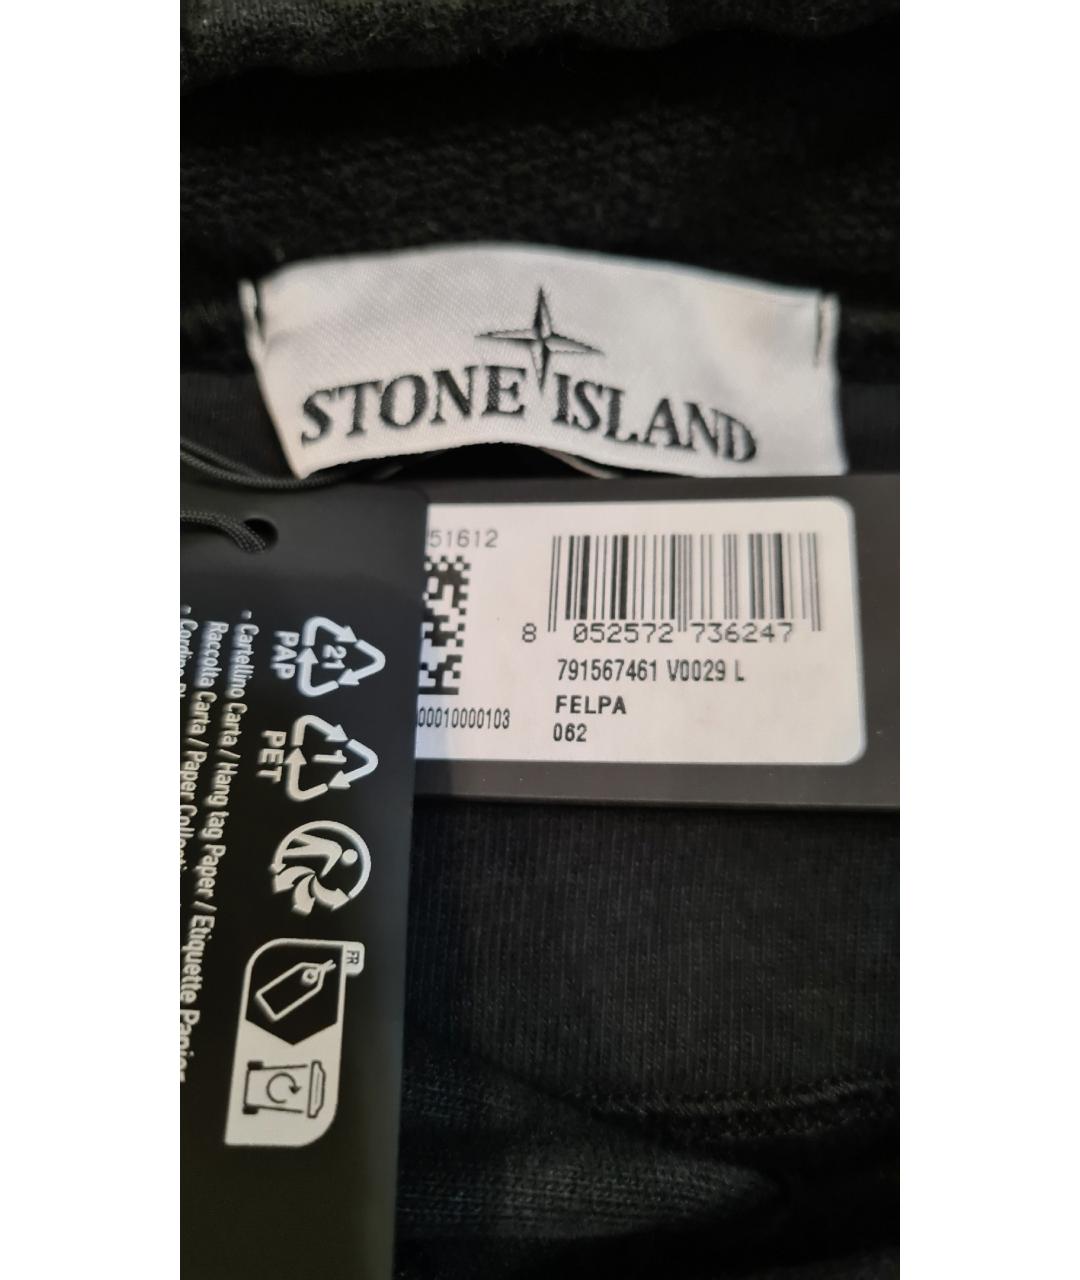 STONE ISLAND
51612
8 052572 736247
791567461 V0029 L
FELPA
062
00010000103
21
PAP
1
PET
FR
• Cartellino Carta / Hang tag Paper / Etiquette Papier
Raccolta Carta / Paper